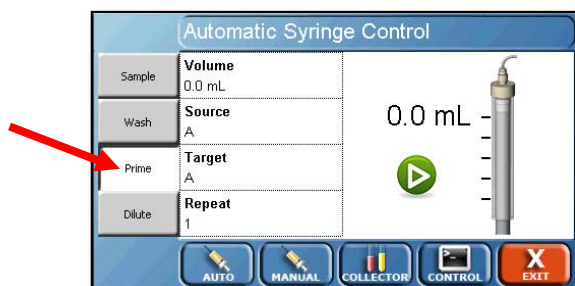 Automatic Syringe Control
Sample
Wash
Prime
Dilute
Volume
0.0 mL
Source
A
Target
A
Repeat
1
0.0 mL
AUTO
MANUAL
COLLECTOR
CONTROL
X
EXIT